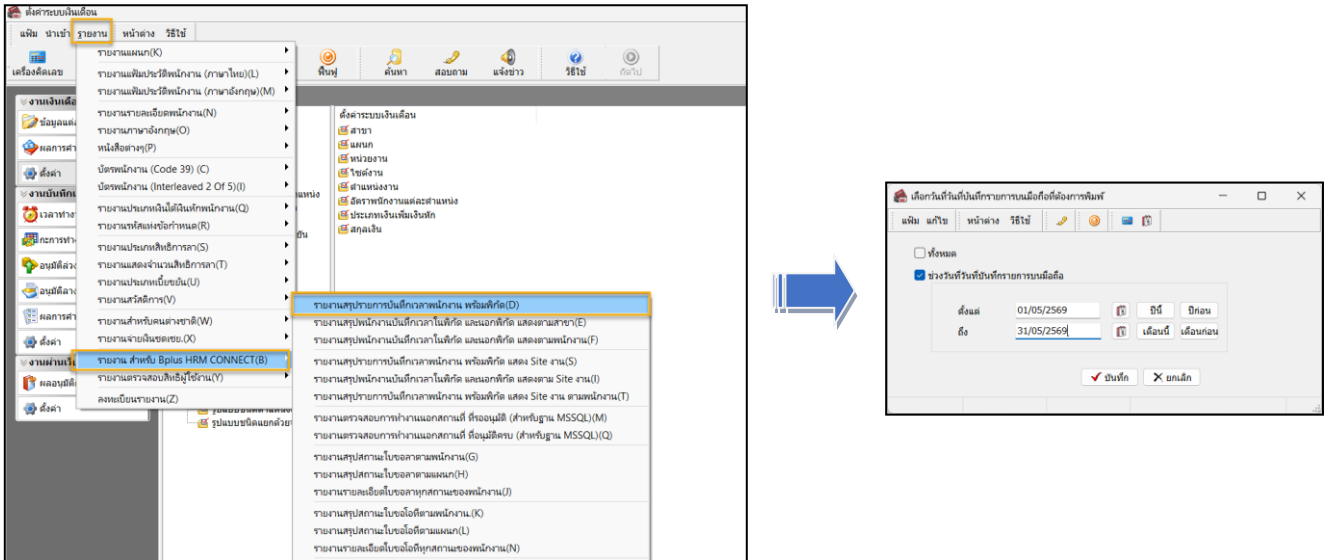 ตั้งค่าระบบเงินเดือน
แฟ้ม นำเข้า รายงาน หน้าต่าง วิธีใช้
เครื่องคิดเลข ฟื้นฟู ค้นหา สอบถาม แจ้งข่าว วิธีใช้ ถัดไป
รายงานแผนก(K)
รายงานแฟ้มประวัติพนักงาน (ภาษาไทย)(L)
รายงานแฟ้มประวัติพนักงาน (ภาษาอังกฤษ)(M)
รายงานรายละเอียดพนักงาน(N)
รายงานภาษาอังกฤษ(O)
หนังสือต่างๆ(P)
บัตรพนักงาน (Code 39) (C)
บัตรพนักงาน (Interleaved 2 Of 5)(I)
รายงานประเภทเงินได้เงินหักพนักงาน(Q)
รายงานรหัสแห่งข้อกำหนด(R)
รายงานประเภทสิทธิการลา(S)
รายงานแสดงจำนวนสิทธิการลา(T)
รายงานประเภทเบี้ยขยัน(U)
รายงานสวัสดิการ(V)
รายงานสำหรับคนต่างชาติ(W)
รายงานจ่ายเงินชดเชย.(X)
รายงาน สำหรับ Bplus HRM CONNECT(B)
รายงานตรวจสอบสิทธิผู้ใช้งาน(Y)
ลงทะเบียนรายงาน(Z)
งานเงินเดือ
ข้อมูลแต่ล
ผลการคำ
ตั้งค่า
งานบันทึกเ
เวลาทำง
กะการทำ
อนุมัติล่วง
อนุมัติลาง
ผลการคำ
ตั้งค่า
งานผ่านเว็
ผลอนุมัติ
ตั้งค่า
ตั้งค่าระบบเงินเดือน
สาขา
แผนก
หน่วยงาน
ไซต์งาน
ตำแหน่งงาน
อัตราพนักงานแต่ละตำแหน่ง
ประเภทเงินเพิ่มเงินหัก
สกุลเงิน
รูปแบบชนิดแยกด้วย
รายงานสรุปรายการบันทึกเวลาพนักงาน พร้อมพิกัด(D)
รายงานสรุปพนักงานบันทึกเวลาในพิกัด และนอกพิกัด แสดงตามสาขา(E)
รายงานสรุปพนักงานบันทึกเวลาในพิกัด และนอกพิกัด แสดงตามพนักงาน(F)
รายงานสรุปรายการบันทึกเวลาพนักงาน พร้อมพิกัด แสดง Site งาน(S)
รายงานสรุปพนักงานบันทึกเวลาในพิกัด และนอกพิกัด แสดงตาม Site งาน(I)
รายงานสรุปรายการบันทึกเวลาพนักงาน พร้อมพิกัด แสดง Site งาน ตามพนักงาน(T)
รายงานตรวจสอบการทำงานนอกสถานที่ ที่รออนุมัติ (สำหรับฐาน MSSQL)(M)
รายงานตรวจสอบการทำงานนอกสถานที่ ที่อนุมัติครบ (สำหรับฐาน MSSQL)(Q)
รายงานสรุปสถานะใบขอลาตามพนักงาน(G)
รายงานสรุปสถานะใบขอลาตามแผนก(H)
รายงานรายละเอียดใบขอลาทุกสถานะของพนักงาน(J)
รายงานสรุปสถานะใบขอโอทีตามพนักงาน.(K)
รายงานสรุปสถานะใบขอโอทีตามแผนก(L)
รายงานรายละเอียดใบขอโอทีทุกสถานะของพนักงาน(N)
เลือกวันที่วันที่บันทึกรายการบนมือถือที่ต้องการพิมพ์
แฟ้ม แก้ไข หน้าต่าง วิธีใช้
ทั้งหมด
ช่วงวันที่วันที่บันทึกรายการบนมือถือ
ตั้งแต่ 01/05/2569 ปีนี้ ปีก่อน
ถึง 31/05/2569 เดือนนี้ เดือนก่อน
บันทึก ยกเลิก